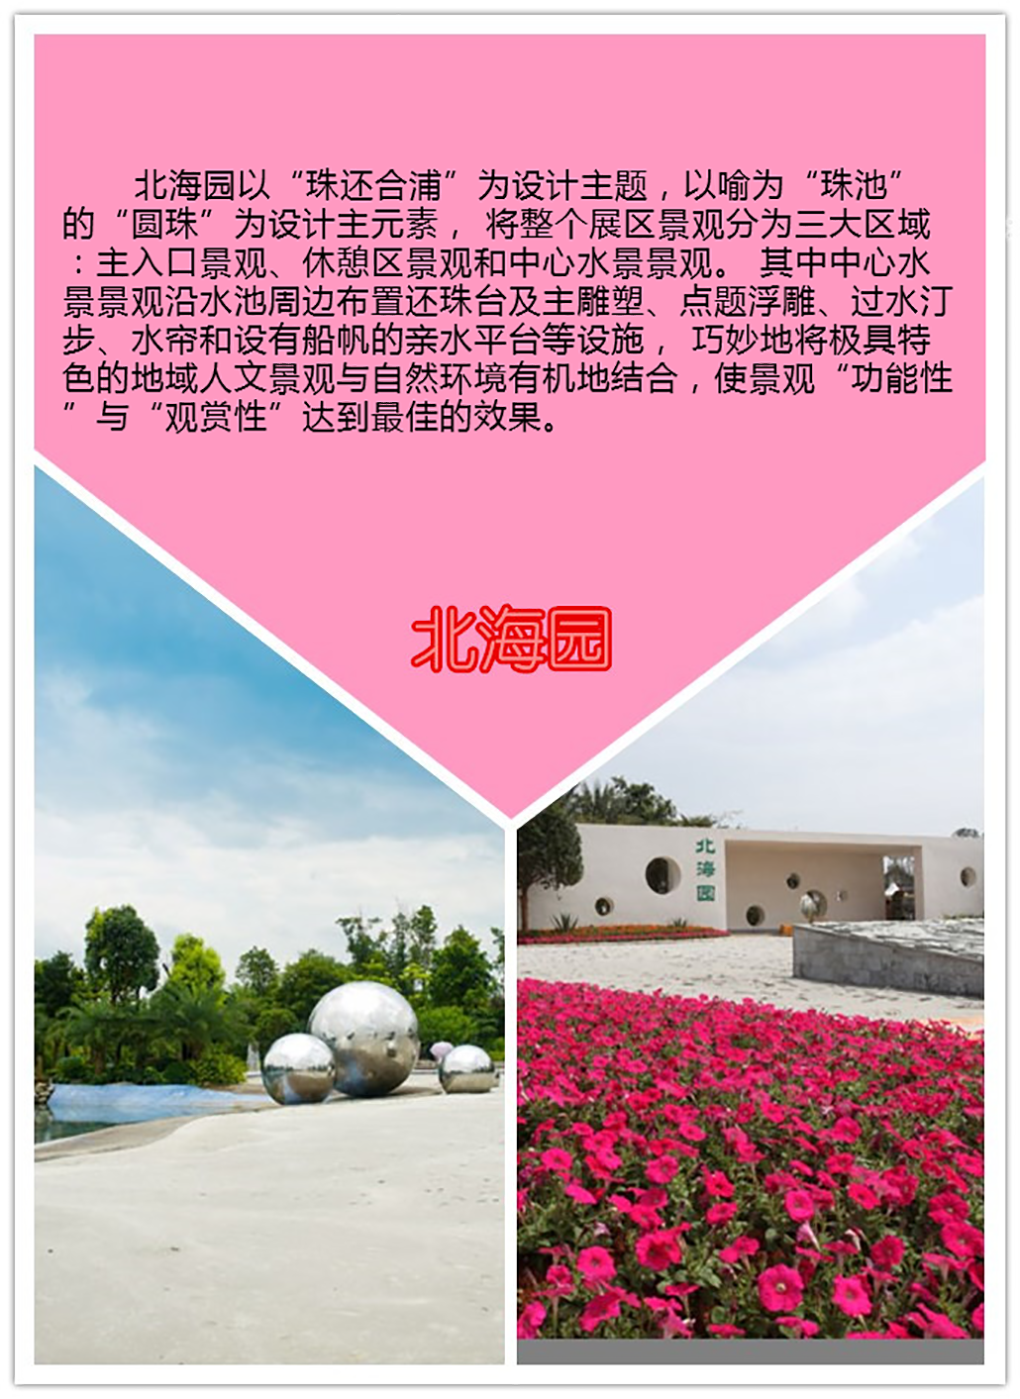 北海园以“珠还合浦”为设计主题，以喻为“珠池”
的“圆珠”为设计主元素， 将整个展区景观分为三大区域
：主入口景观、休憩区景观和中心水景景观。 其中中心水
景景观沿水池周边布置还珠台及主雕塑、点题浮雕、过水汀
步、水帘和设有船帆的亲水平台等设施， 巧妙地将极具特
色的地域人文景观与自然环境有机地结合，使景观“功能性
”与“观赏性”达到最佳的效果。
北海园
北海园